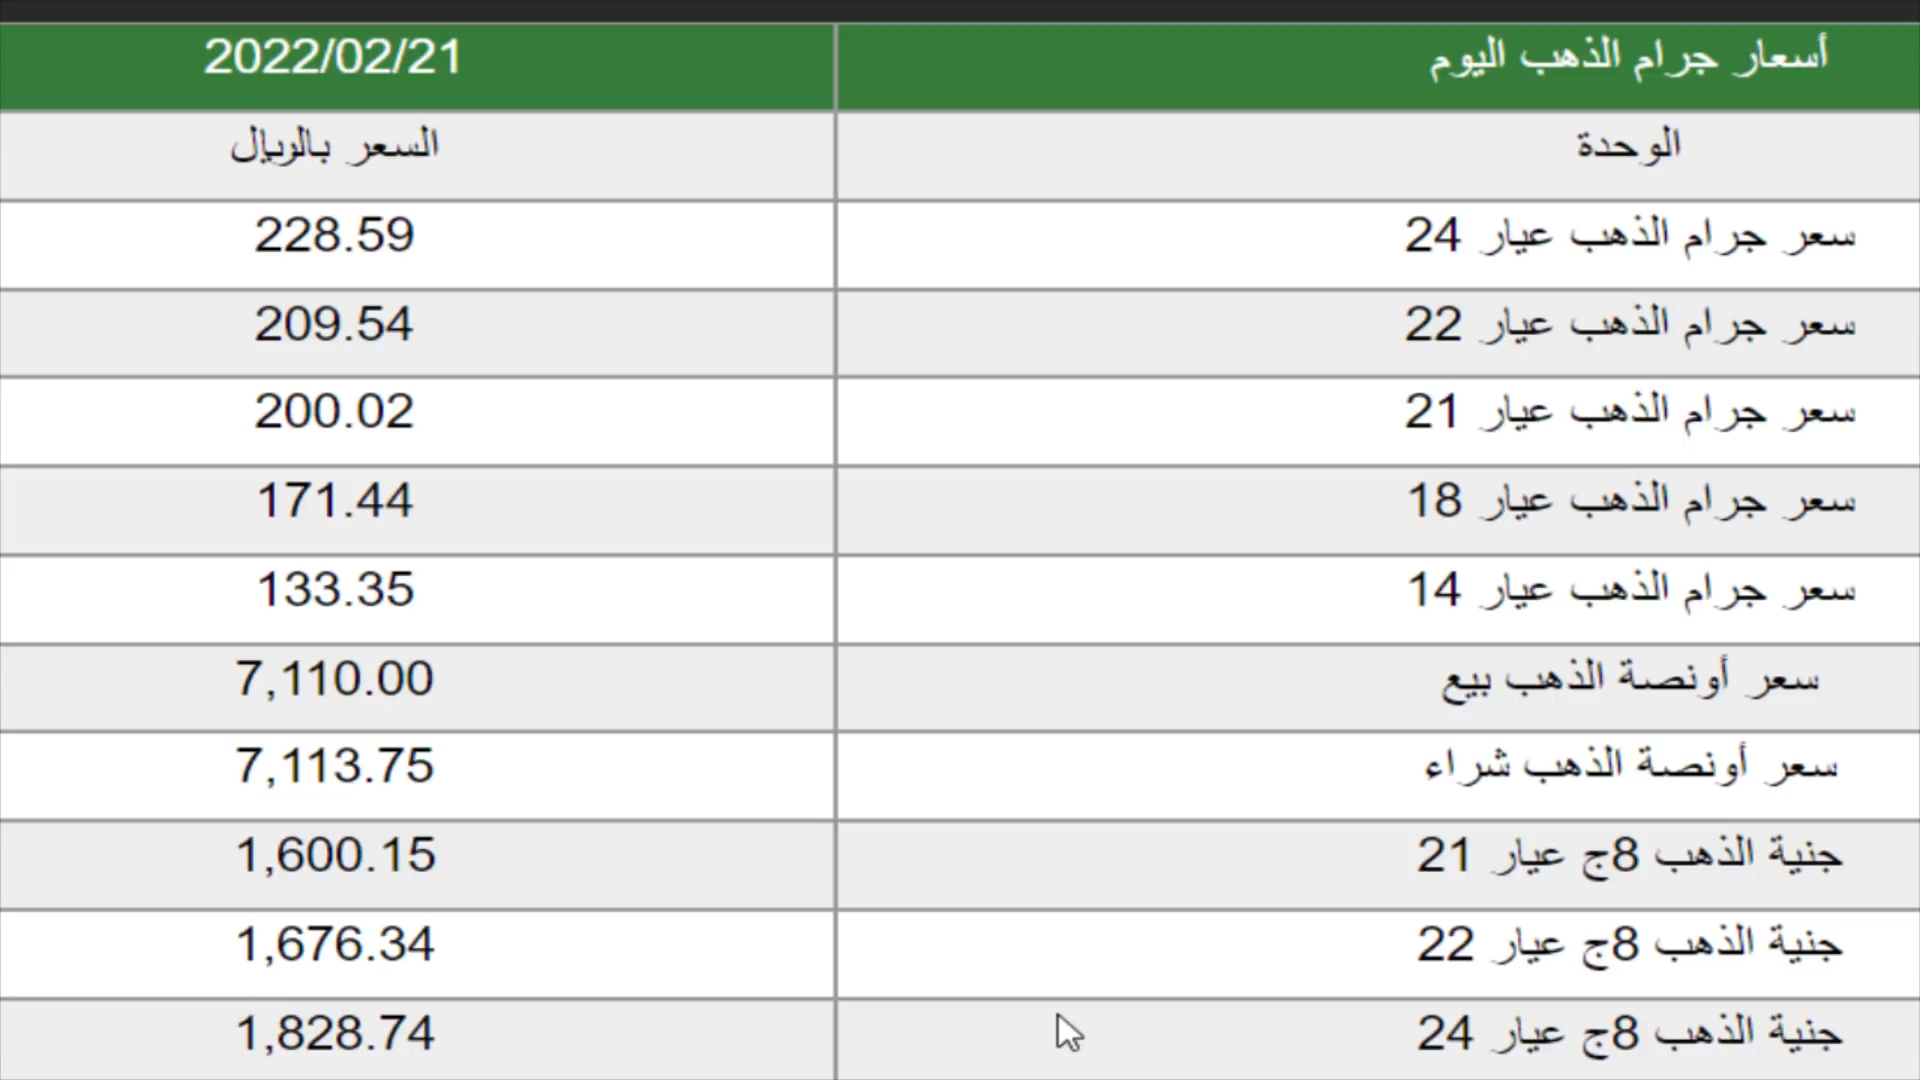 أسعار جرام الذهب اليوم 2022/02/21
الوحدة السعر بالريال
سعر جرام الذهب عيار 24 228.59
سعر جرام الذهب عيار 22 209.54
سعر جرام الذهب عيار 21 200.02
سعر جرام الذهب عيار 18 171.44
سعر جرام الذهب عيار 14 133.35
سعر أونصة الذهب بيع 7,110.00
سعر أونصة الذهب شراء 7,113.75
جنية الذهب 8ج عيار 21 1,600.15
جنية الذهب 8ج عيار 22 1,676.34
جنية الذهب 8ج عيار 24 1,828.74